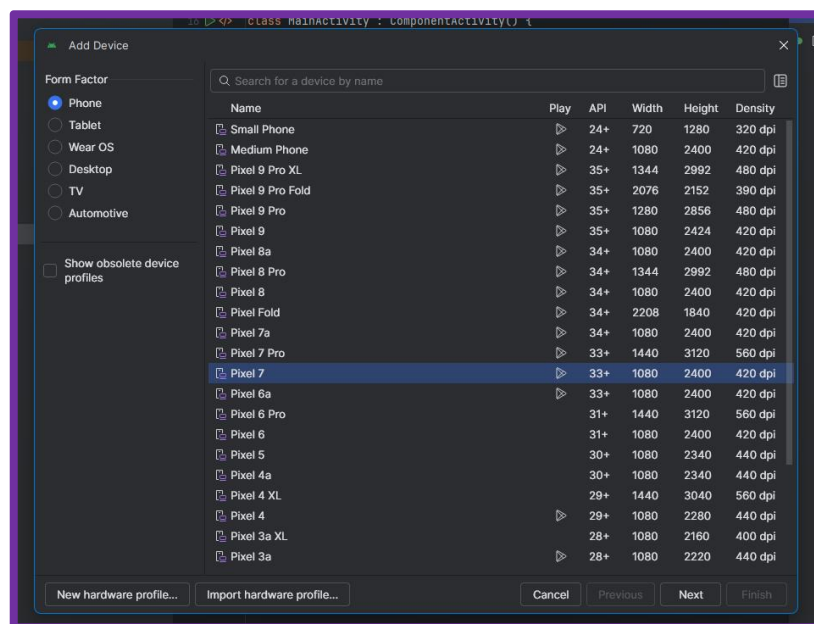 16 class MainActivity : ComponentActivity() {
Add Device
Form Factor
Phone
Tablet
Wear OS
Desktop
TV
Automotive
Show obsolete device
profiles
Search for a device by name
Name Play API Width Height Density
Small Phone 24+ 720 1280 320 dpi
Medium Phone 24+ 1080 2400 420 dpi
Pixel 9 Pro XL 35+ 1344 2992 480 dpi
Pixel 9 Pro Fold 35+ 2076 2152 390 dpi
Pixel 9 Pro 35+ 1280 2856 480 dpi
Pixel 9 35+ 1080 2424 420 dpi
Pixel 8a 34+ 1080 2400 420 dpi
Pixel 8 Pro 34+ 1344 2992 480 dpi
Pixel 8 34+ 1080 2400 420 dpi
Pixel Fold 34+ 2208 1840 420 dpi
Pixel 7a 34+ 1080 2400 420 dpi
Pixel 7 Pro 33+ 1440 3120 560 dpi
Pixel 7 33+ 1080 2400 420 dpi
Pixel 6a 33+ 1080 2400 420 dpi
Pixel 6 Pro 31+ 1440 3120 560 dpi
Pixel 6 31+ 1080 2400 420 dpi
Pixel 5 30+ 1080 2340 440 dpi
Pixel 4a 30+ 1080 2340 440 dpi
Pixel 4 XL 29+ 1440 3040 560 dpi
Pixel 4 29+ 1080 2280 440 dpi
Pixel 3a XL 28+ 1080 2160 400 dpi
Pixel 3a 28+ 1080 2220 440 dpi
New hardware profile... Import hardware profile... Cancel Previous Next Finish